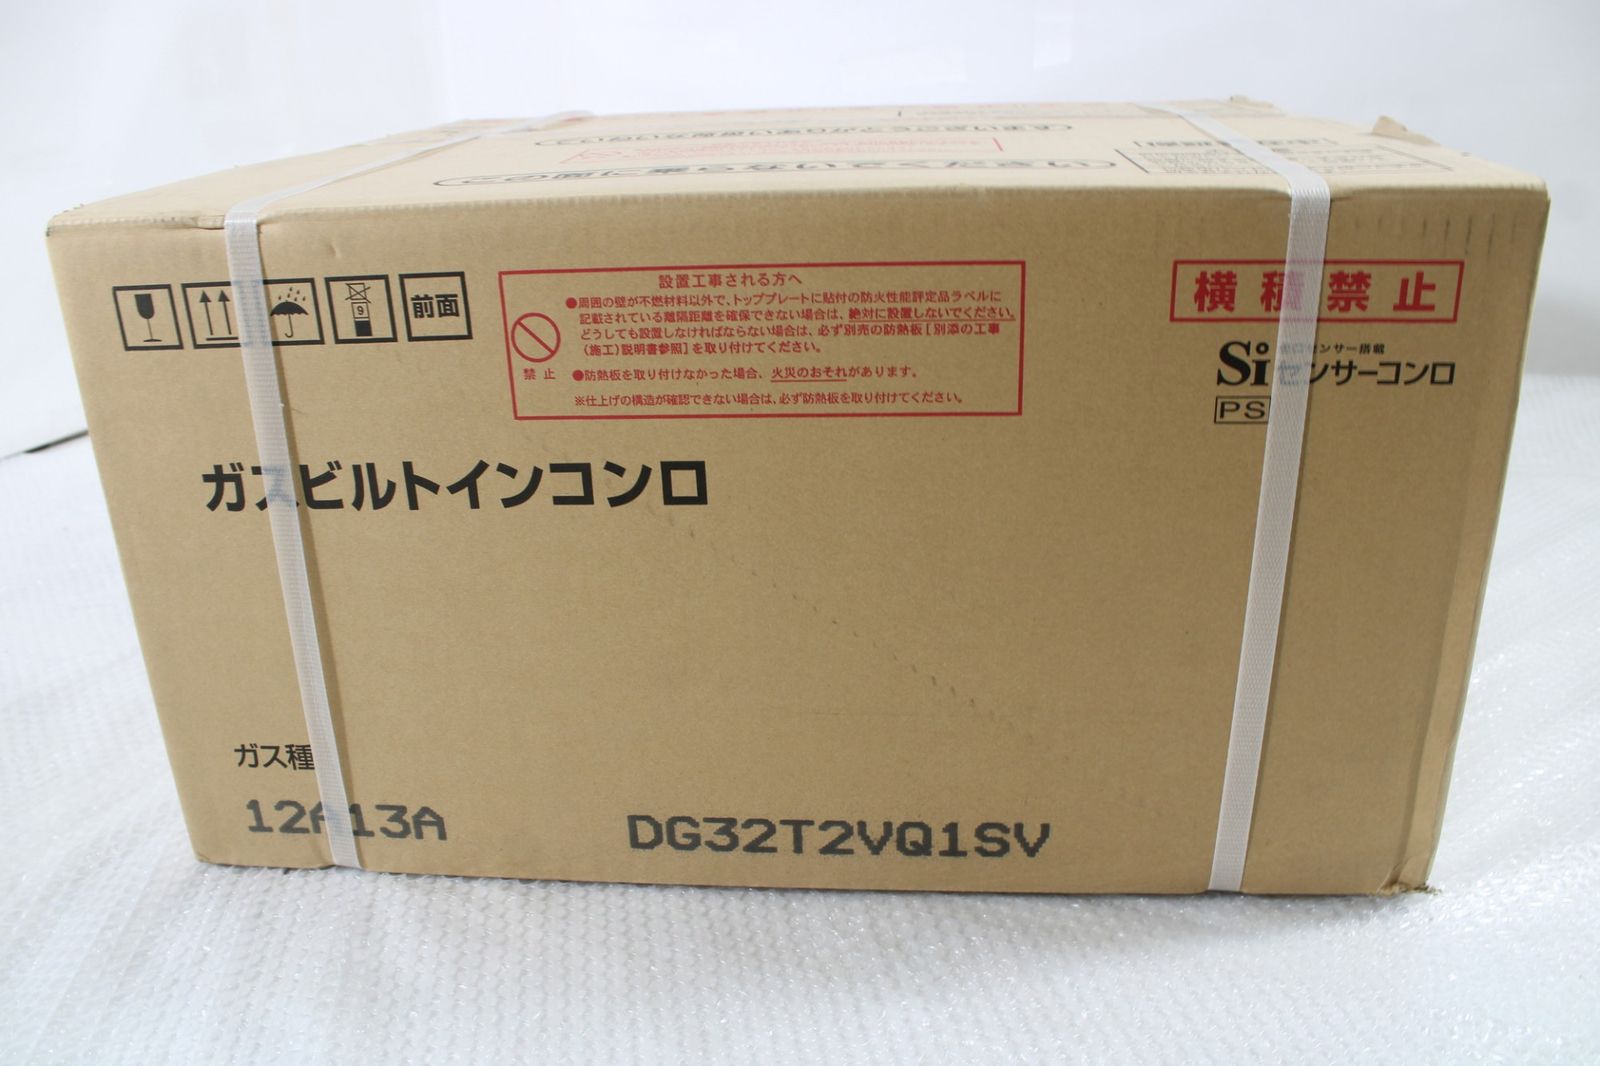 9
前面
設置工事される方へ
●周囲の壁が不燃材料以外で、トッププレートに貼付の防火性能評定品ラベルに
記載されている離隔距離を確保できない場合は、絶対に設置しないでください。
どうしても設置しなければならない場合は、必ず別売の防熱板[別添の工事
(施工)説明書参照]を取り付けてください。
禁止
●防熱板を取り付けなかった場合、火災のおそれがあります。
※仕上げの構造が確認できない場合は、必ず防熱板を取り付けてください。
横積禁止
センサー搭載
Siセンサーコンロ
PS
ガスビルトインコンロ
ガス種
12A13A
DG32T2VQ1SV